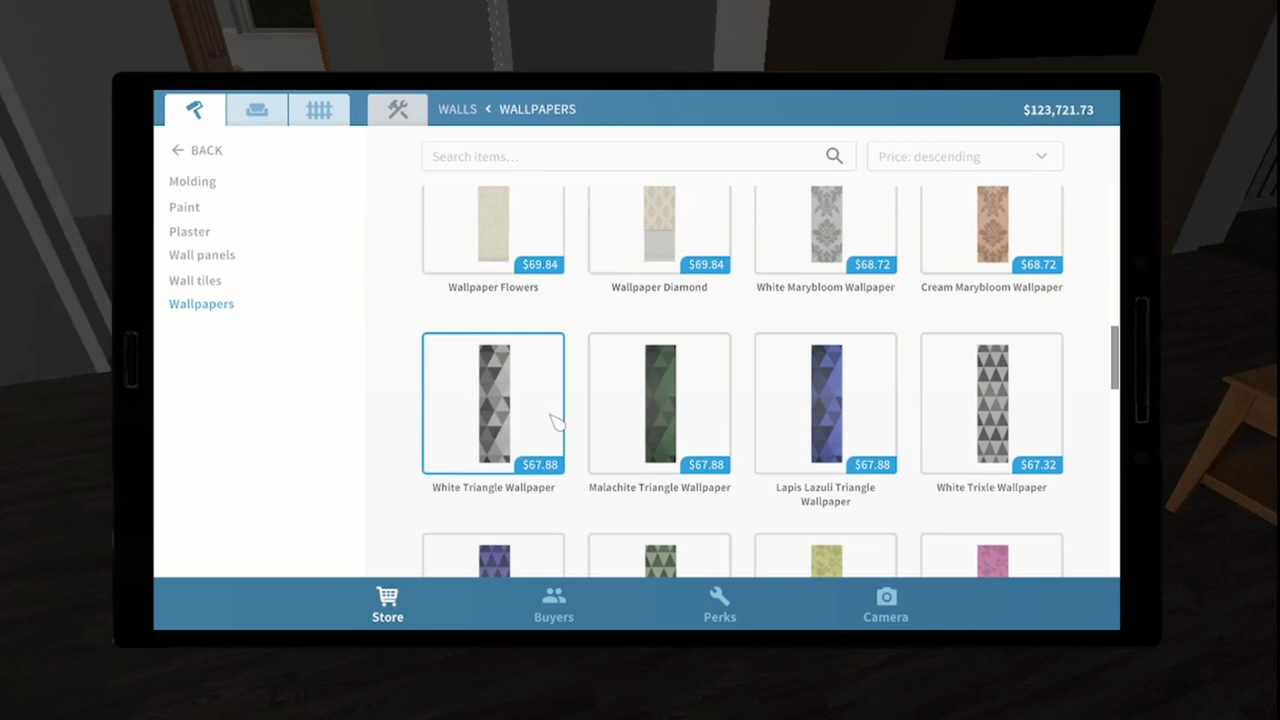 WALLS < WALLPAPERS
$123,721.73
BACK
Search items...
Price: descending
Molding
Paint
Plaster
Wall panels
Wall tiles
Wallpapers
$69.84
$69.84
$68.72
$68.72
Wallpaper Flowers
Wallpaper Diamond
White Marybloom Wallpaper
Cream Marybloom Wallpaper
$67.88
$67.88
$67.88
$67.32
White Triangle Wallpaper
Malachite Triangle Wallpaper
Lapis Lazuli Triangle
Wallpaper
White Trixle Wallpaper
Store
Buyers
Perks
Camera